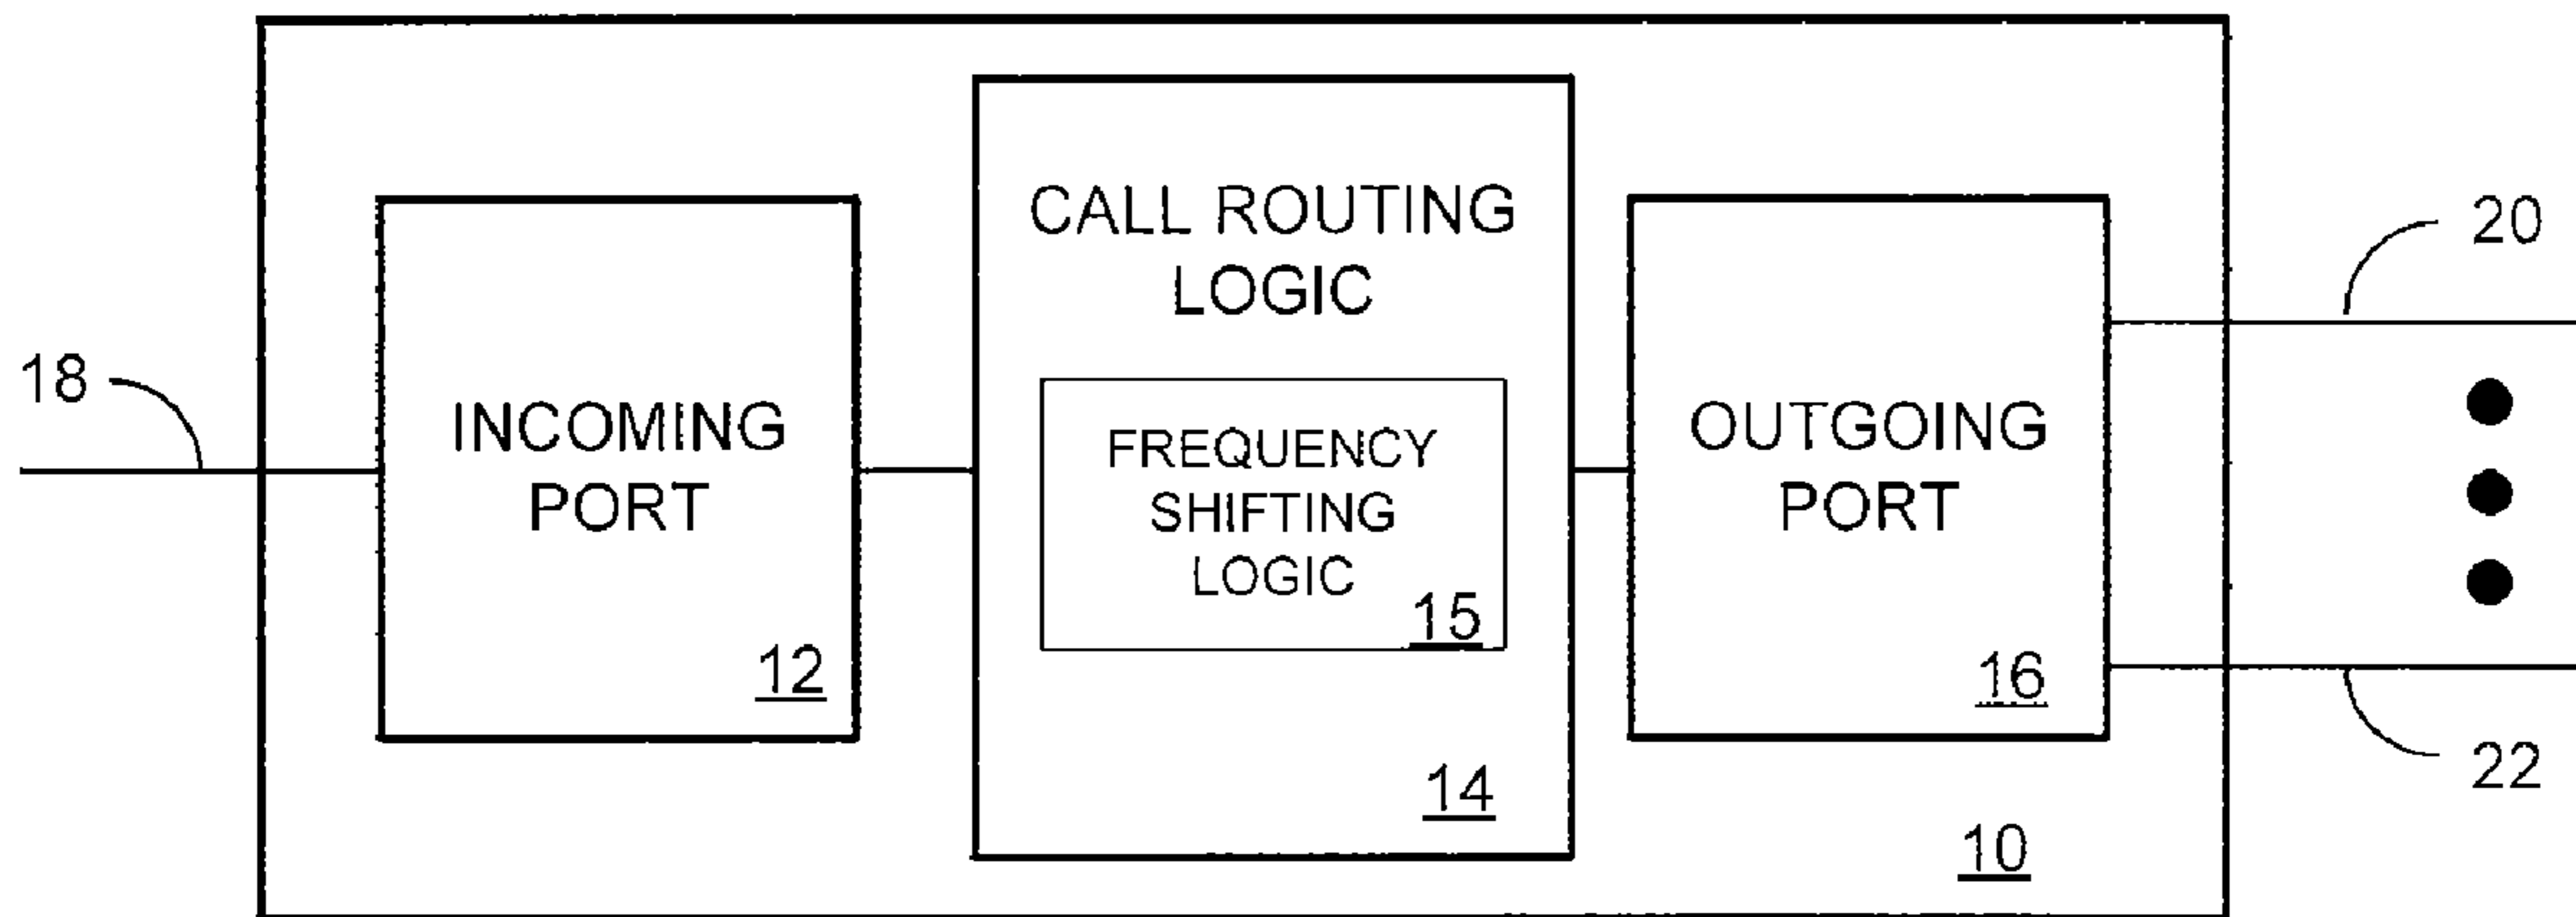 18
INCOMING
PORT
12
CALL ROUTING
LOGIC
FREQUENCY
SHIFTING
LOGIC
15
14
OUTGOING
PORT
16
10
20
22